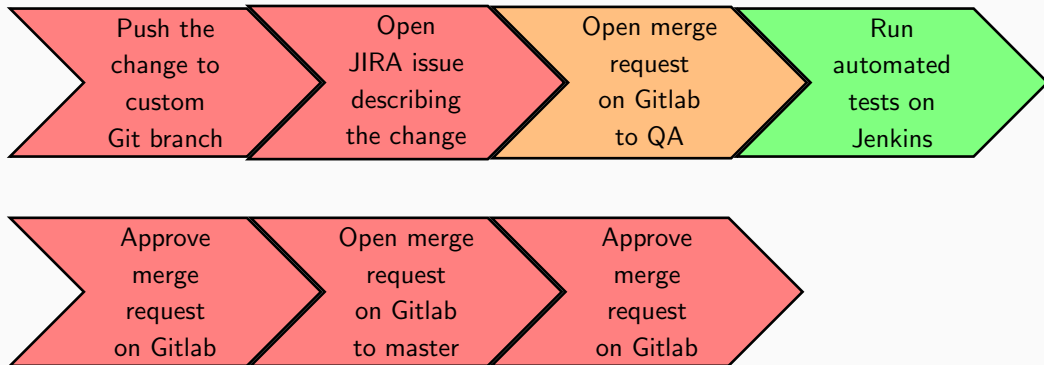 Push the
change to
custom
Git branch
Open
JIRA issue
describing
the change
Open merge
request
on Gitlab
to QA
Run
automated
tests on
Jenkins
Approve
merge
request
on Gitlab
Open merge
request
on Gitlab
to master
Approve
merge
request
on Gitlab